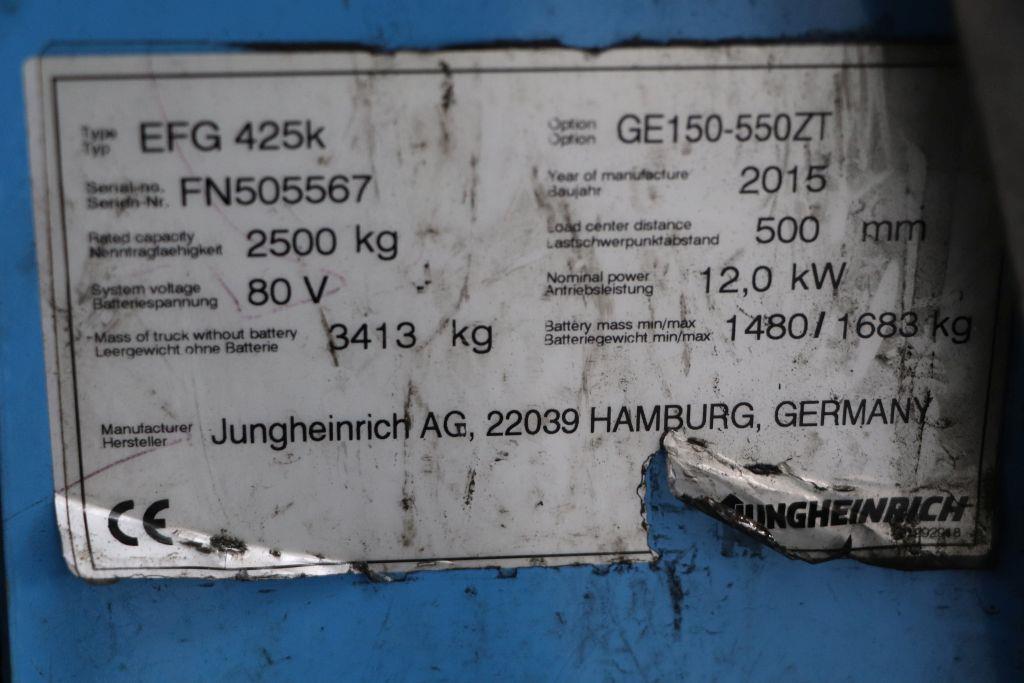 Type EFG 425k Option GE150-550ZT
Typ Option
Serial-no. FN505567 Year of manufacture 2015
Serien-Nr. Baujahr
Rated capacity 2500 kg Load center distance 500 mm
Nenntragfaehigkeit Lastschwerpunktabstand
System voltage 80 V Nominal power 12,0 kW
Batteriespannung Antriebsleistung
Mass of truck without battery 3413 kg Battery mass min/max 1480 / 1683 kg
Leergewicht ohne Batterie Batteriegewicht min/max
Manufacturer Jungheinrich AG, 22039 HAMBURG, GERMANY
Hersteller
CE JUNGHEINRICH